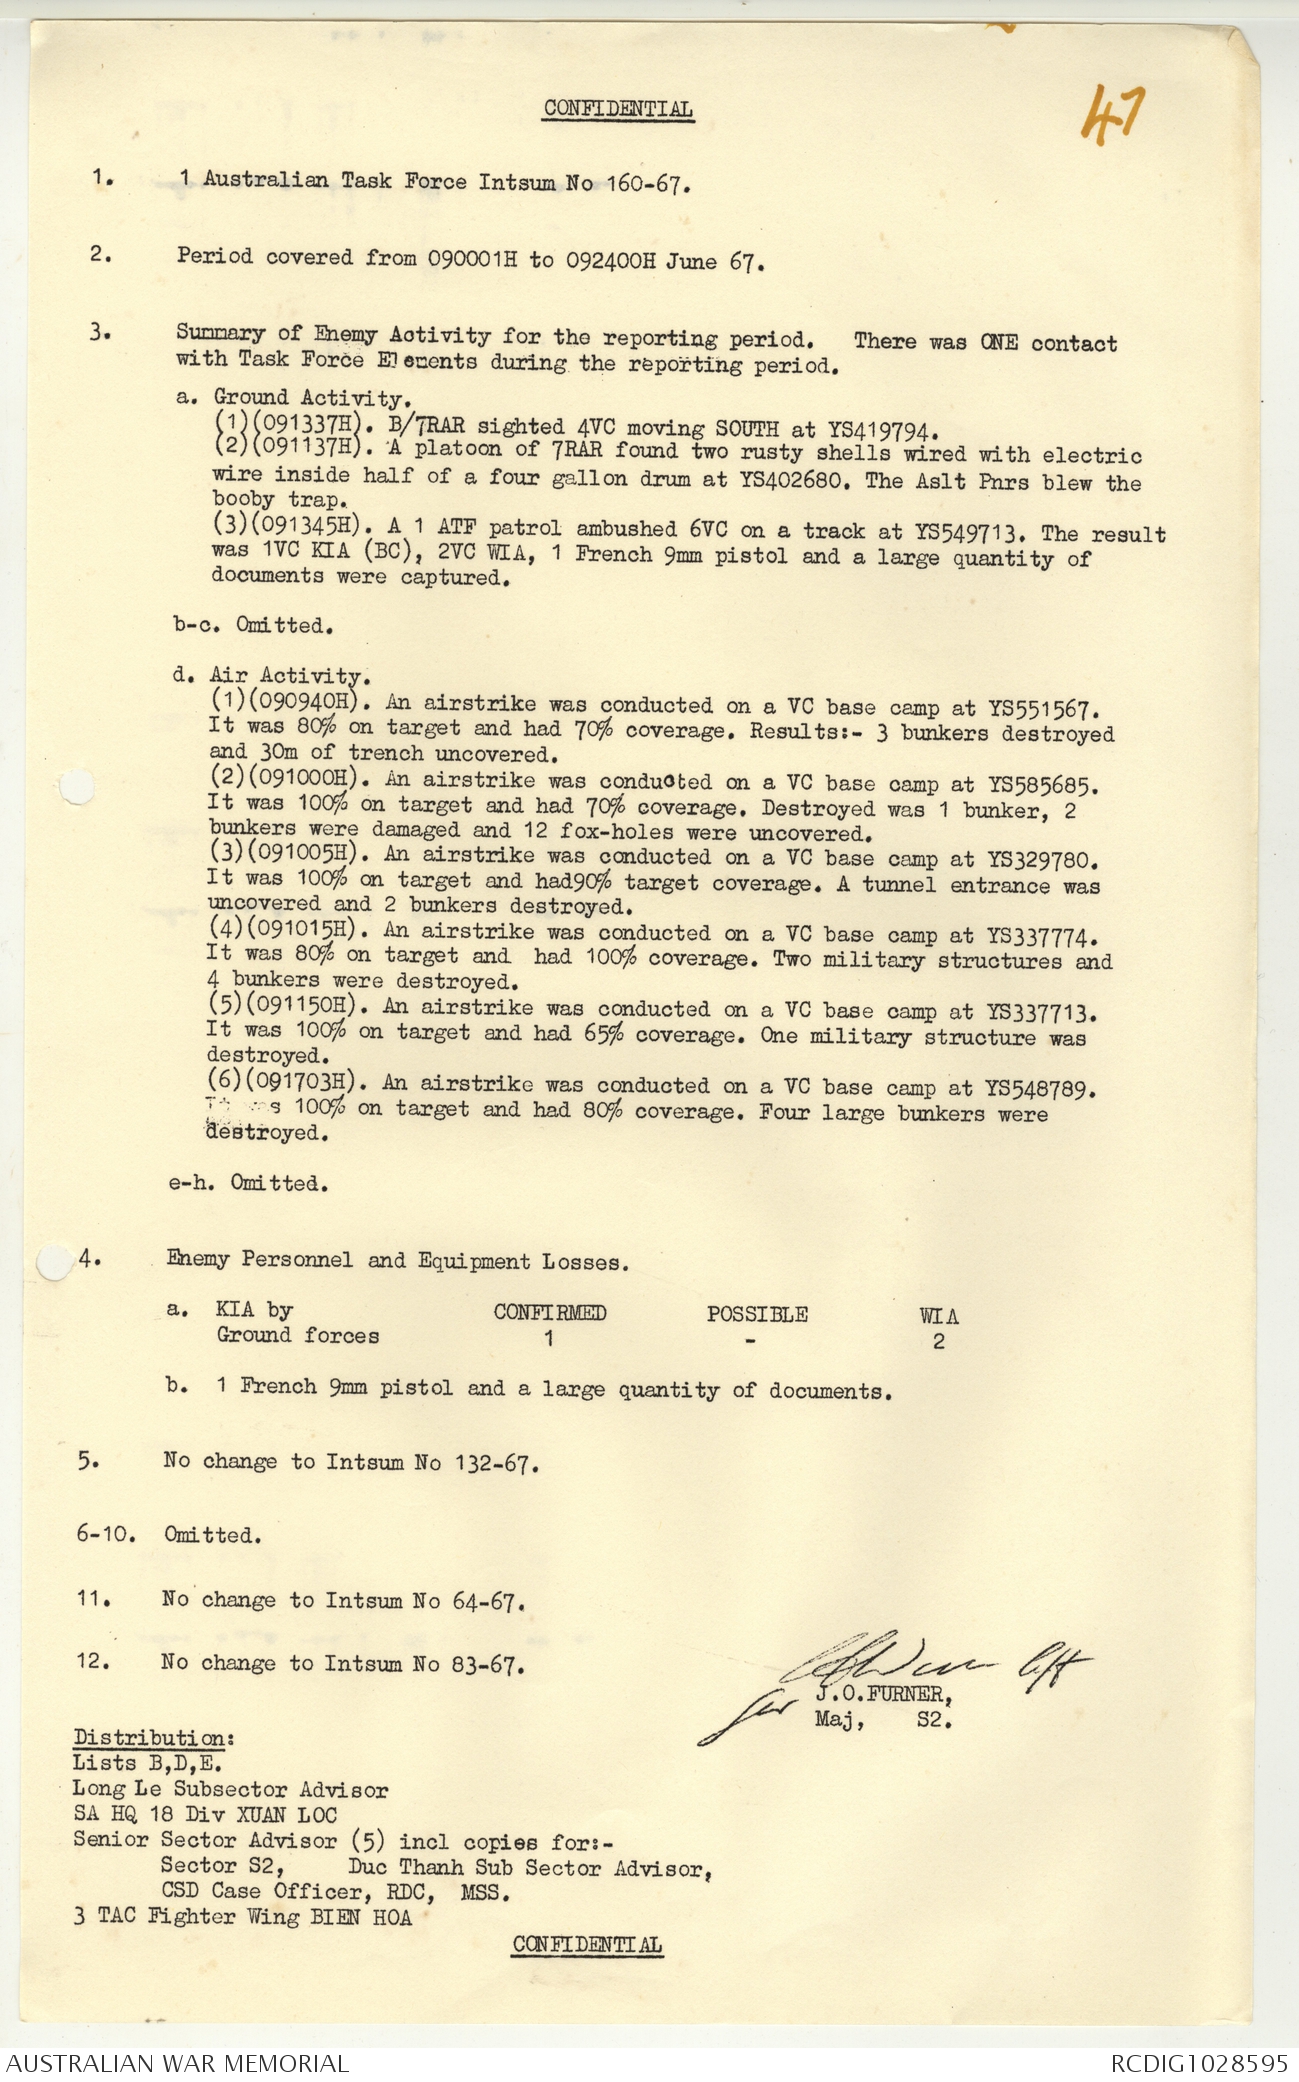 CONFIDENTIAL
47
1. 1 Australian Task Force Intsum No 160-67.
2. Period covered from 090001H to 092400H June 67.
3. Summary of Enemy Activity for the reporting period. There was ONE contact
with Task Force Elements during the reporting period.
a. Ground Activity.
(1)(091337H). B/7RAR sighted 4VC moving SOUTH at YS419794.
(2)(091137H). A platoon of 7RAR found two rusty shells wired with electric
wire inside half of a four gallon drum at YS402680. The Aslt Pnrs blew the
booby trap.
(3)(091345H). A 1 ATF patrol ambushed 6VC on a track at YS549713. The result
was 1VC KIA (BC), 2VC WIA, 1 French 9mm pistol and a large quantity of
documents were captured.
b-c. Omitted.
d. Air Activity.
(1)(090940H). An airstrike was conducted on a VC base camp at YS551567.
It was 80% on target and had 70% coverage. Results:- 3 bunkers destroyed
and 30m of trench uncovered.
(2)(091000H). An airstrike was conducted on a VC base camp at YS585685.
It was 100% on target and had 70% coverage. Destroyed was 1 bunker, 2
bunkers were damaged and 12 fox-holes were uncovered.
(3)(091005H). An airstrike was conducted on a VC base camp at YS329780.
It was 100% on target and had90% target coverage. A tunnel entrance was
uncovered and 2 bunkers destroyed.
(4)(091015H). An airstrike was conducted on a VC base camp at YS337774.
It was 80% on target and had 100% coverage. Two military structures and
4 bunkers were destroyed.
(5)(091150H). An airstrike was conducted on a VC base camp at YS337713.
It was 100% on target and had 65% coverage. One military structure was
destroyed.
(6)(091703H). An airstrike was conducted on a VC base camp at YS548789.
It was 100% on target and had 80% coverage. Four large bunkers were
destroyed.
e-h. Omitted.
4. Enemy Personnel and Equipment Losses.
a. KIA by CONFIRMED POSSIBLE WIA
Ground forces 1 - 2
b. 1 French 9mm pistol and a large quantity of documents.
5. No change to Intsum No 132-67.
6-10. Omitted.
11. No change to Intsum No 64-67.
12. No change to Intsum No 83-67.
for J.O.FURNER,
Maj, S2.
Distribution:
Lists B,D,E.
Long Le Subsector Advisor
SA HQ 18 Div XUAN LOC
Senior Sector Advisor (5) incl copies for:-
Sector S2, Duc Thanh Sub Sector Advisor,
CSD Case Officer, RDC, MSS.
3 TAC Fighter Wing BIEN HOA
CONFIDENTIAL
AUSTRALIAN WAR MEMORIAL
RCDIG1028595